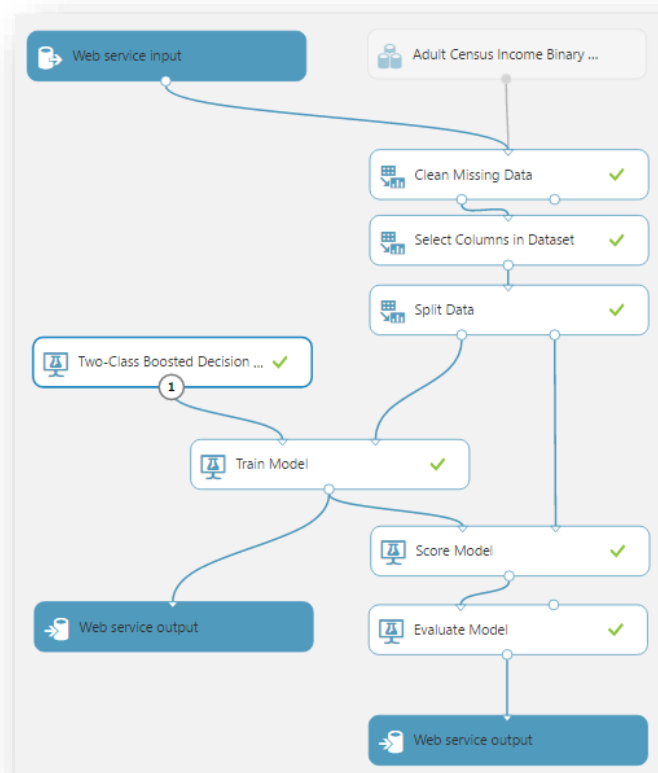 Web service input
Adult Census Income Binary ...
Clean Missing Data
Select Columns in Dataset
Split Data
Two-Class Boosted Decision ...
1
Train Model
Score Model
Web service output
Evaluate Model
Web service output